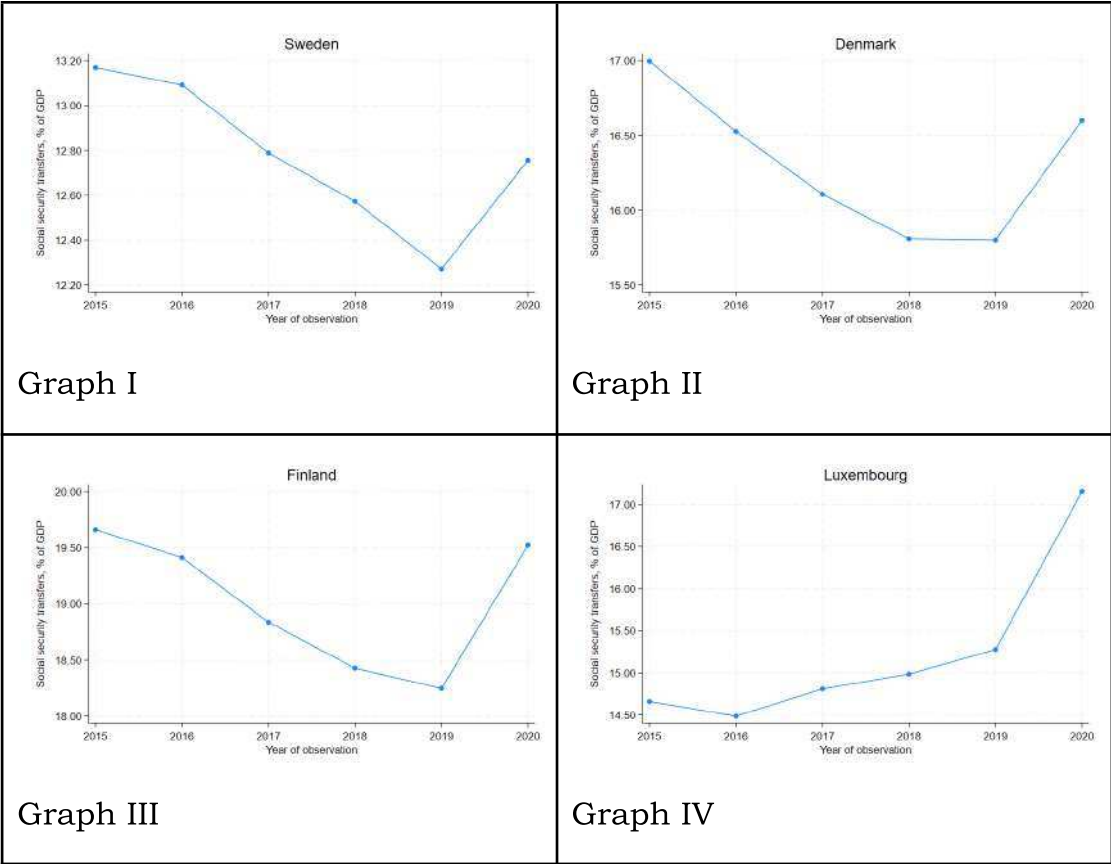 Sweden
Social security transfers, % of GDP
13.20
13.00
12.80
12.60
12.40
12.20
2015 2016 2017 2018 2019 2020
Year of observation
Graph I
Denmark
Social security transfers, % of GDP
17.00
16.50
16.00
15.50
2015 2016 2017 2018 2019 2020
Year of observation
Graph II
Finland
Social security transfers, % of GDP
20.00
19.50
19.00
18.50
18.00
2015 2016 2017 2018 2019 2020
Year of observation
Graph III
Luxembourg
Social security transfers, % of GDP
17.00
16.50
16.00
15.50
15.00
14.50
2015 2016 2017 2018 2019 2020
Year of observation
Graph IV